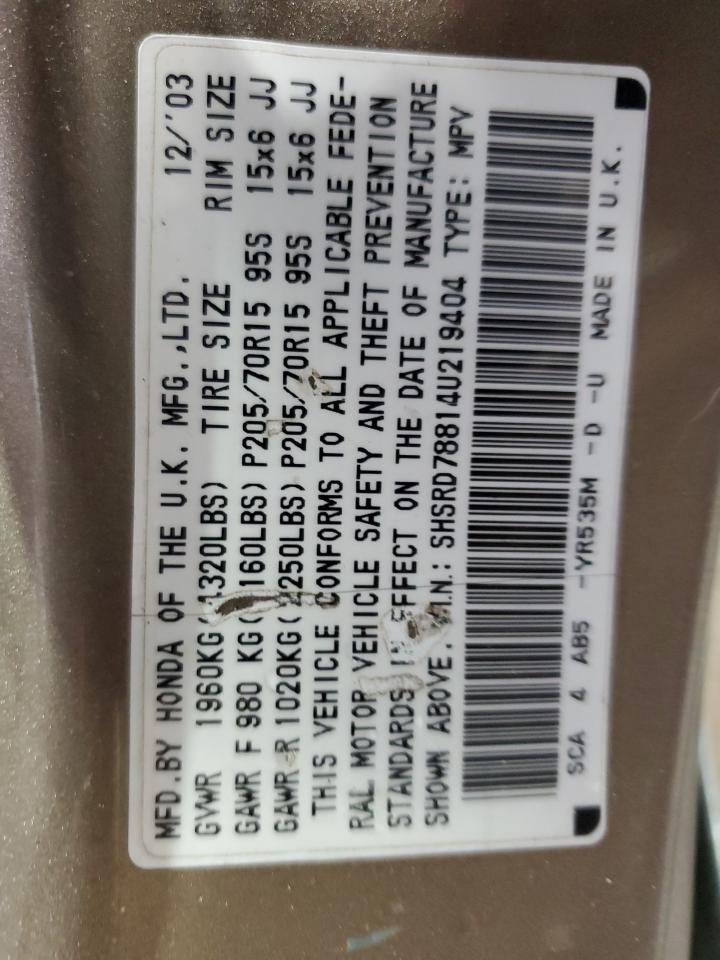 MFD.BY HONDA OF THE U.K. MFG.,LTD. 12/'03
GVWR 1960KG( 1320LBS) TIRE SIZE RIM SIZE
GAWR F 980 KG( 160LBS) P205/70R15 95S 15x6 JJ
GAWR R 1020KG( 250LBS) P205/70R15 95S 15x6 JJ
THIS VEHICLE CONFORMS TO ALL APPLICABLE FEDE-
RAL MOTOR VEHICLE SAFETY AND THEFT PREVENTION
STANDARDS IN EFFECT ON THE DATE OF MANUFACTURE
SHOWN ABOVE. .I.N.: SHSRD78814U219404 TYPE: MPV
SCA 4 AB5 -YR535M -D -U MADE IN U.K.